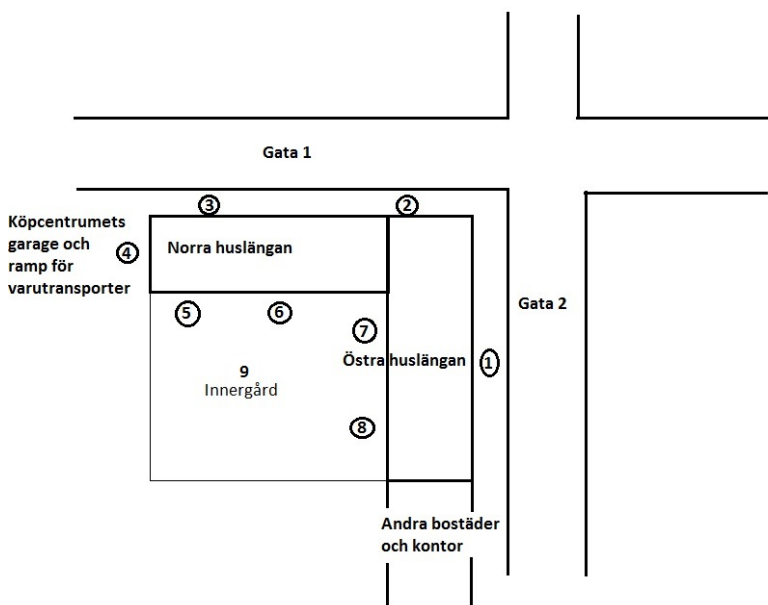 Gata 1
3
2
Köpcentrumets
garage och
ramp för
varutransporter
4
Norra huslängan
5
6
7
Gata 2
Östra huslängan
1
9
Innergård
8
Andra bostäder
och kontor